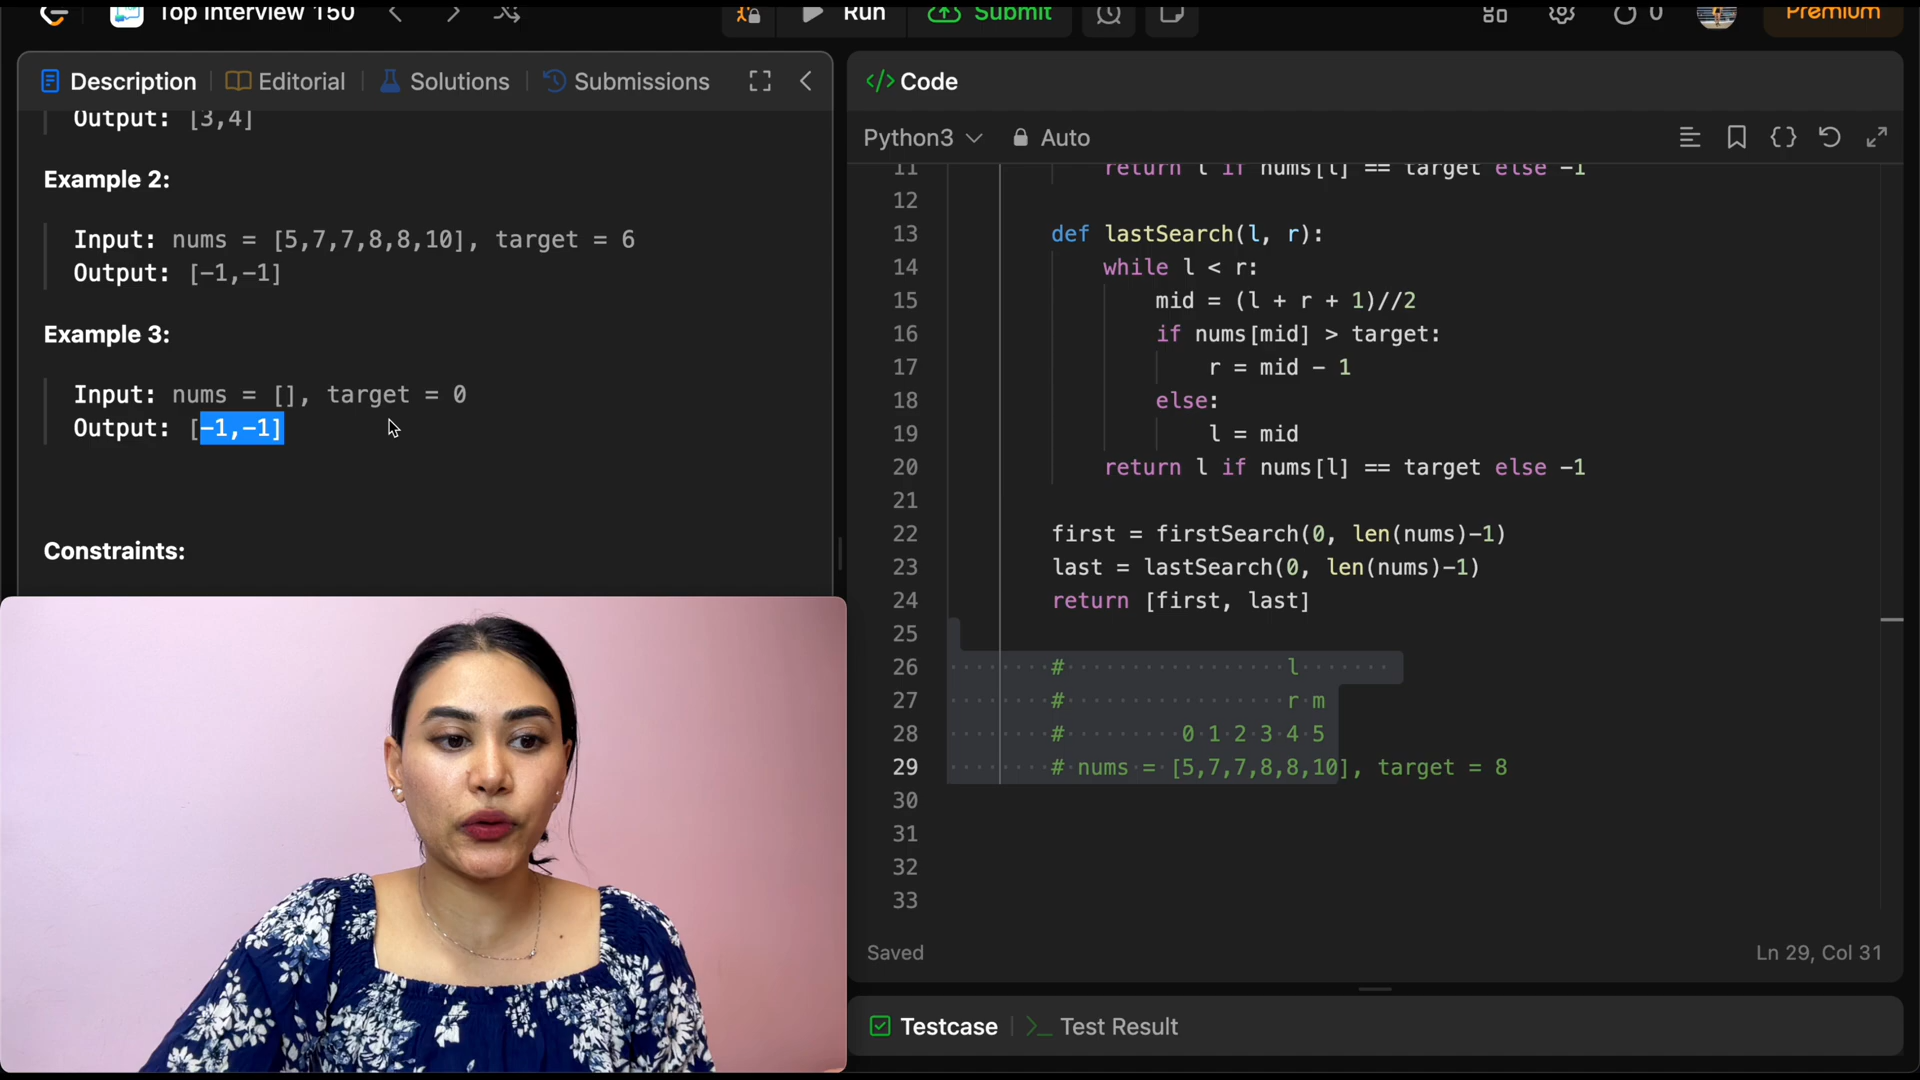 Top Interview 150
Run
Submit
0
Premium
Description
Editorial
Solutions
Submissions
Output: [3,4]
Example 2:
Input: nums = [5,7,7,8,8,10], target = 6
Output: [-1,-1]
Example 3:
Input: nums = [], target = 0
Output: [-1,-1]
Constraints:
</> Code
Python3
Auto
11 return l if nums[l] == target else -1
12
13 def lastSearch(l, r):
14 while l < r:
15 mid = (l + r + 1)//2
16 if nums[mid] > target:
17 r = mid - 1
18 else:
19 l = mid
20 return l if nums[l] == target else -1
21
22 first = firstSearch(0, len(nums)-1)
23 last = lastSearch(0, len(nums)-1)
24 return [first, last]
25
26 # l
27 # r m
28 # 0 1 2 3 4 5
29 # nums = [5,7,7,8,8,10], target = 8
30
31
32
33
Saved
Ln 29, Col 31
Testcase
Test Result